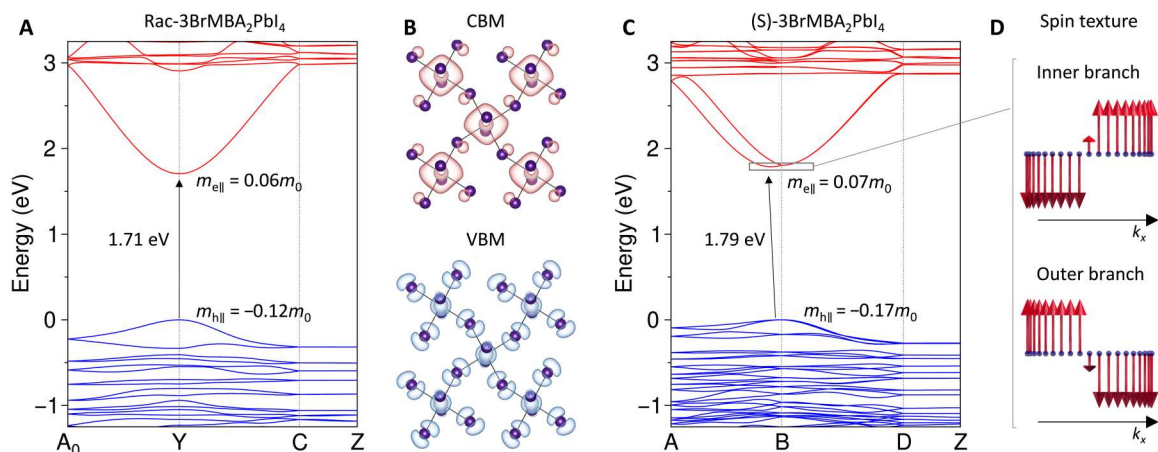 A
Rac-3BrMBA₂PbI₄
Energy (eV)
3
2
1
0
−1
A₀
Y
C
Z
1.71 eV
mₑ∥ = 0.06m₀
mₕ∥ = −0.12m₀
B
CBM
VBM
C
(S)-3BrMBA₂PbI₄
Energy (eV)
3
2
1
0
−1
A
B
D
Z
1.79 eV
mₑ∥ = 0.07m₀
mₕ∥ = −0.17m₀
D
Spin texture
Inner branch
kₓ
Outer branch
kₓ